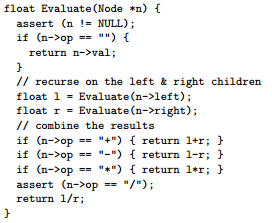 float Evaluate(Node *n) {
  assert (n != NULL);
  if (n->op == "") {
    return n->val;
  }
  // recurse on the left & right children
  float l = Evaluate(n->left);
  float r = Evaluate(n->right);
  // combine the results
  if (n->op == "+") { return l+r; }
  if (n->op == "-") { return l-r; }
  if (n->op == "*") { return l*r; }
  assert (n->op == "/");
  return l/r;
}